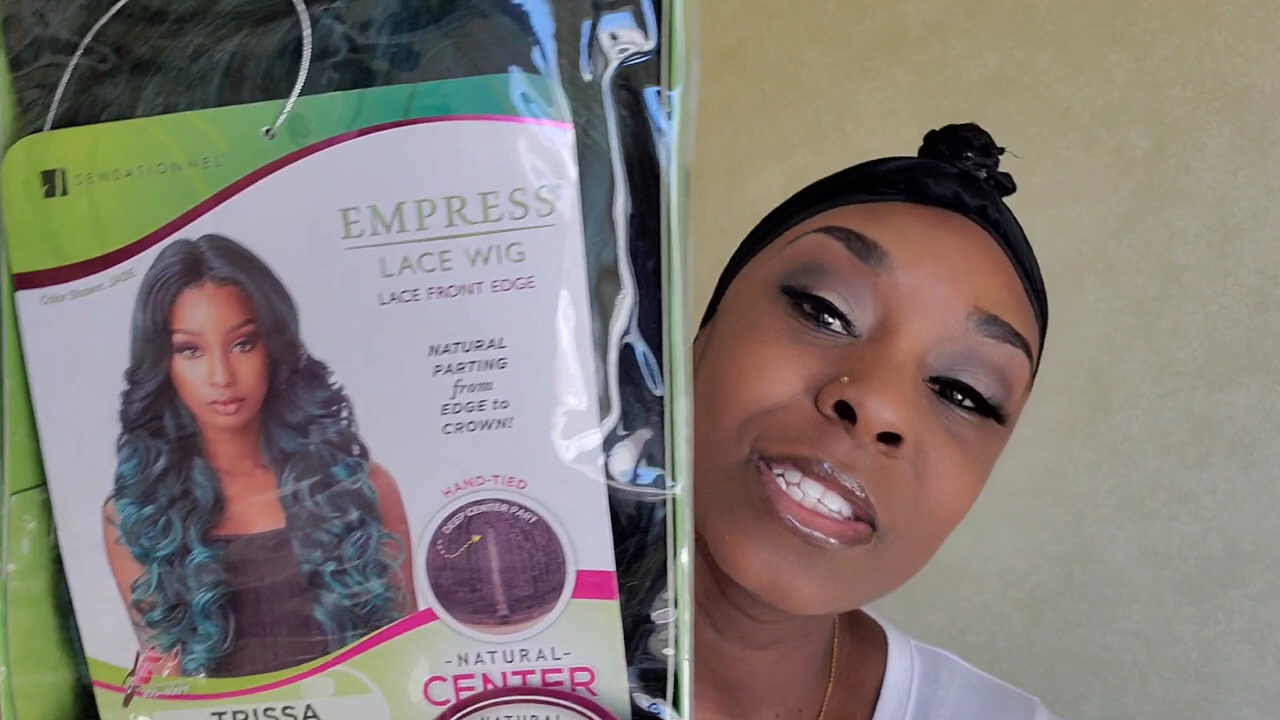 SENSATIONNEL
EMPRESS
LACE WIG
LACE FRONT EDGE
Color Shown: JADE
NATURAL
PARTING
from
EDGE to
CROWN!
HAND-TIED
DEEP CENTER PART
-NATURAL-
CENTER
TRISSA
NATURAL